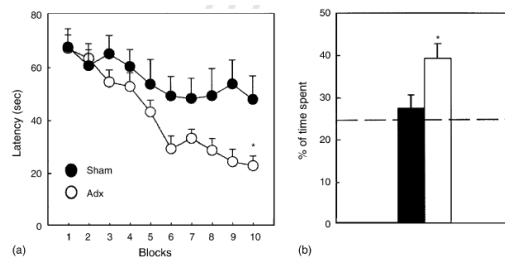 80
60
40
20
0
Latency (sec)
Sham
Adx
*
1 2 3 4 5 6 7 8 9 10
(a)
Blocks
50
40
30
20
10
0
% of time spent
*
(b)